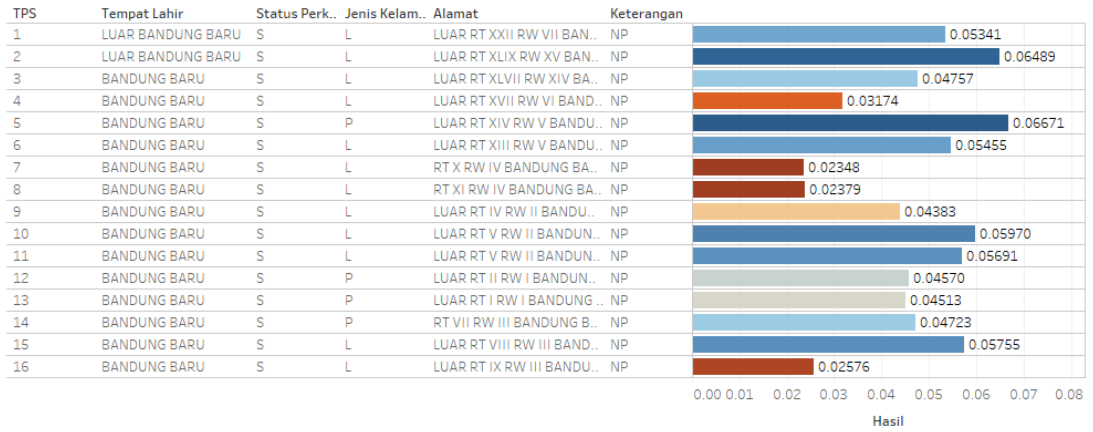 TPS Tempat Lahir Status Perk.. Jenis Kelam.. Alamat Keterangan
1 LUAR BANDUNG BARU S L LUAR RT XXII RW VII BAN.. NP 0.05341
2 LUAR BANDUNG BARU S L LUAR RT XLIX RW XV BAN.. NP 0.06489
3 BANDUNG BARU S L LUAR RT XLVII RW XIV BA.. NP 0.04757
4 BANDUNG BARU S L LUAR RT XVII RW VI BAND.. NP 0.03174
5 BANDUNG BARU S P LUAR RT XIV RW V BANDU.. NP 0.06671
6 BANDUNG BARU S L LUAR RT XIII RW V BANDU.. NP 0.05455
7 BANDUNG BARU S L RT X RW IV BANDUNG BA.. NP 0.02348
8 BANDUNG BARU S L RT XI RW IV BANDUNG BA.. NP 0.02379
9 BANDUNG BARU S L LUAR RT IV RW II BANDU.. NP 0.04383
10 BANDUNG BARU S L LUAR RT V RW II BANDUN.. NP 0.05970
11 BANDUNG BARU S L LUAR RT V RW II BANDUN.. NP 0.05691
12 BANDUNG BARU S P LUAR RT II RW I BANDUN.. NP 0.04570
13 BANDUNG BARU S P LUAR RT I RW I BANDUNG .. NP 0.04513
14 BANDUNG BARU S P RT VII RW III BANDUNG B.. NP 0.04723
15 BANDUNG BARU S L LUAR RT VIII RW III BAND.. NP 0.05755
16 BANDUNG BARU S L LUAR RT IX RW III BANDU.. NP 0.02576
0.00 0.01 0.02 0.03 0.04 0.05 0.06 0.07 0.08
Hasil